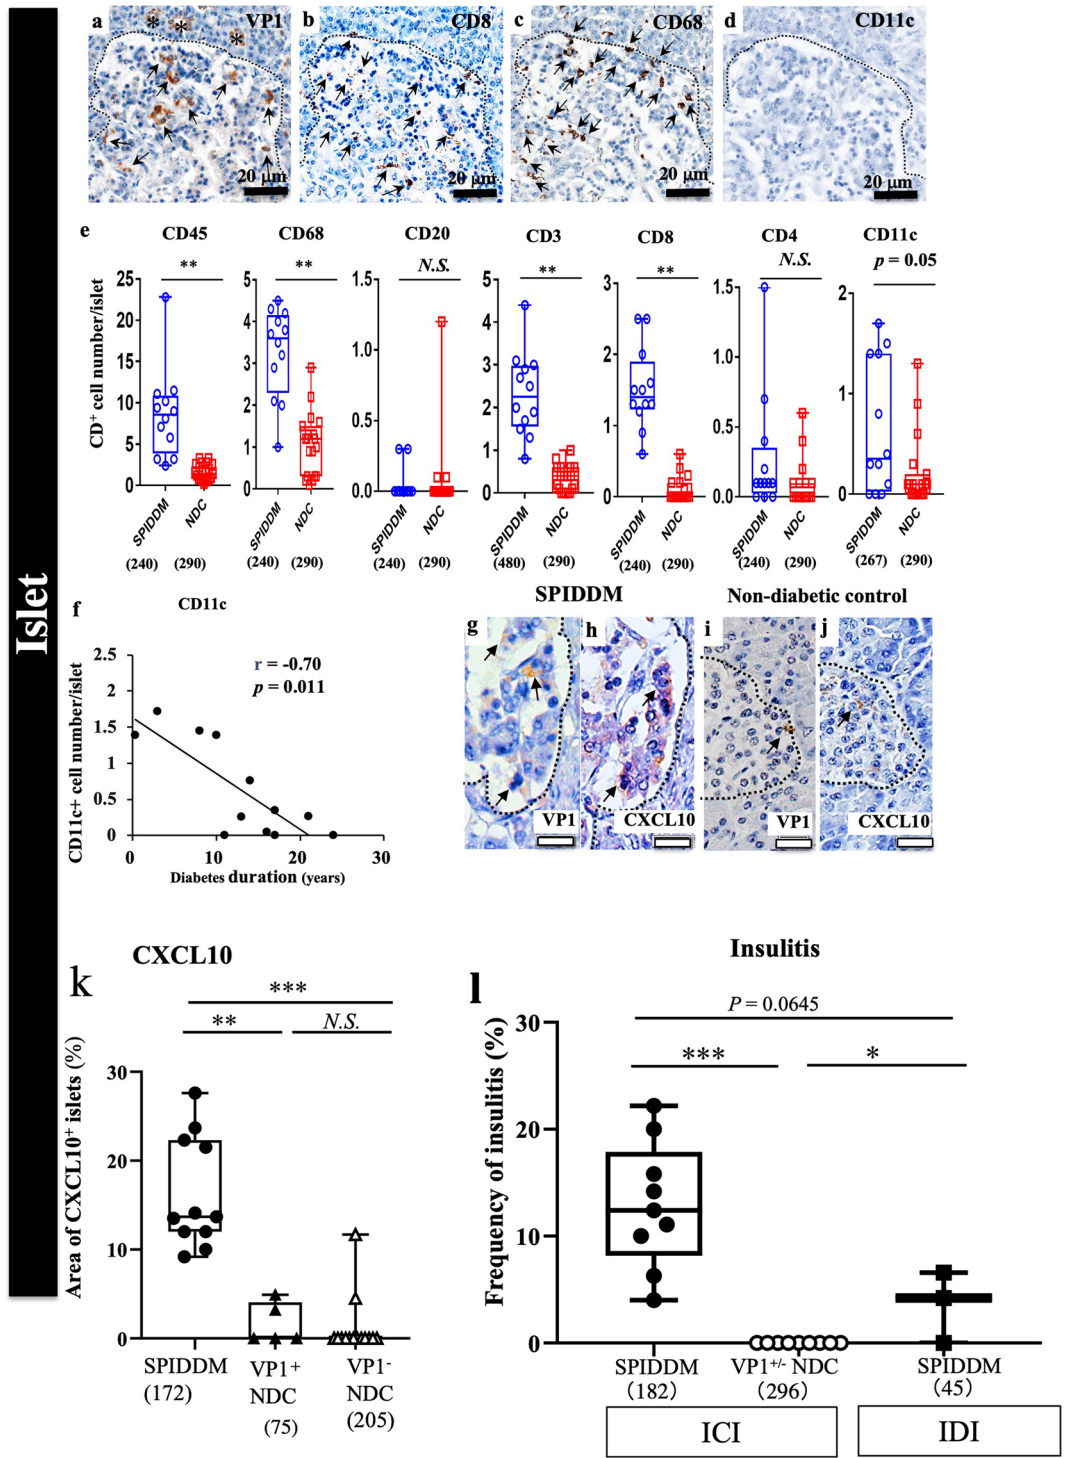 Islet
a
* * *
VP1
20 μm
b
CD8
20 μm
c
CD68
20 μm
d
CD11c
20 μm
e
CD⁺ cell number/islet
CD45
**
25
20
15
10
5
0
SPIDDM
NDC
(240) (290)
CD68
**
5
4
3
2
1
0
SPIDDM
NDC
(240) (290)
CD20
N.S.
1.5
1.0
0.5
0.0
SPIDDM
NDC
(240) (290)
CD3
**
5
4
3
2
1
0
SPIDDM
NDC
(480) (290)
CD8
**
3
2
1
0
SPIDDM
NDC
(240) (290)
CD4
N.S.
1.5
1.0
0.5
0.0
SPIDDM
NDC
(240) (290)
CD11c
p = 0.05
2
1
0
SPIDDM
NDC
(267) (290)
f
CD11c
CD11c+ cell number/islet
2.5
2
1.5
1
0.5
0
r = -0.70
p = 0.011
0 10 20 30
Diabetes duration (years)
SPIDDM
g
VP1
h
CXCL10
Non-diabetic control
i
VP1
j
CXCL10
k
CXCL10
Area of CXCL10⁺ islets (%)
***
** N.S.
30
20
10
0
SPIDDM
(172)
VP1⁺
NDC
(75)
VP1⁻
NDC
(205)
l
Insulitis
Frequency of insulitis (%)
P = 0.0645
*** *
30
20
10
0
SPIDDM
(182)
VP1⁺/⁻ NDC
(296)
SPIDDM
(45)
ICI
IDI